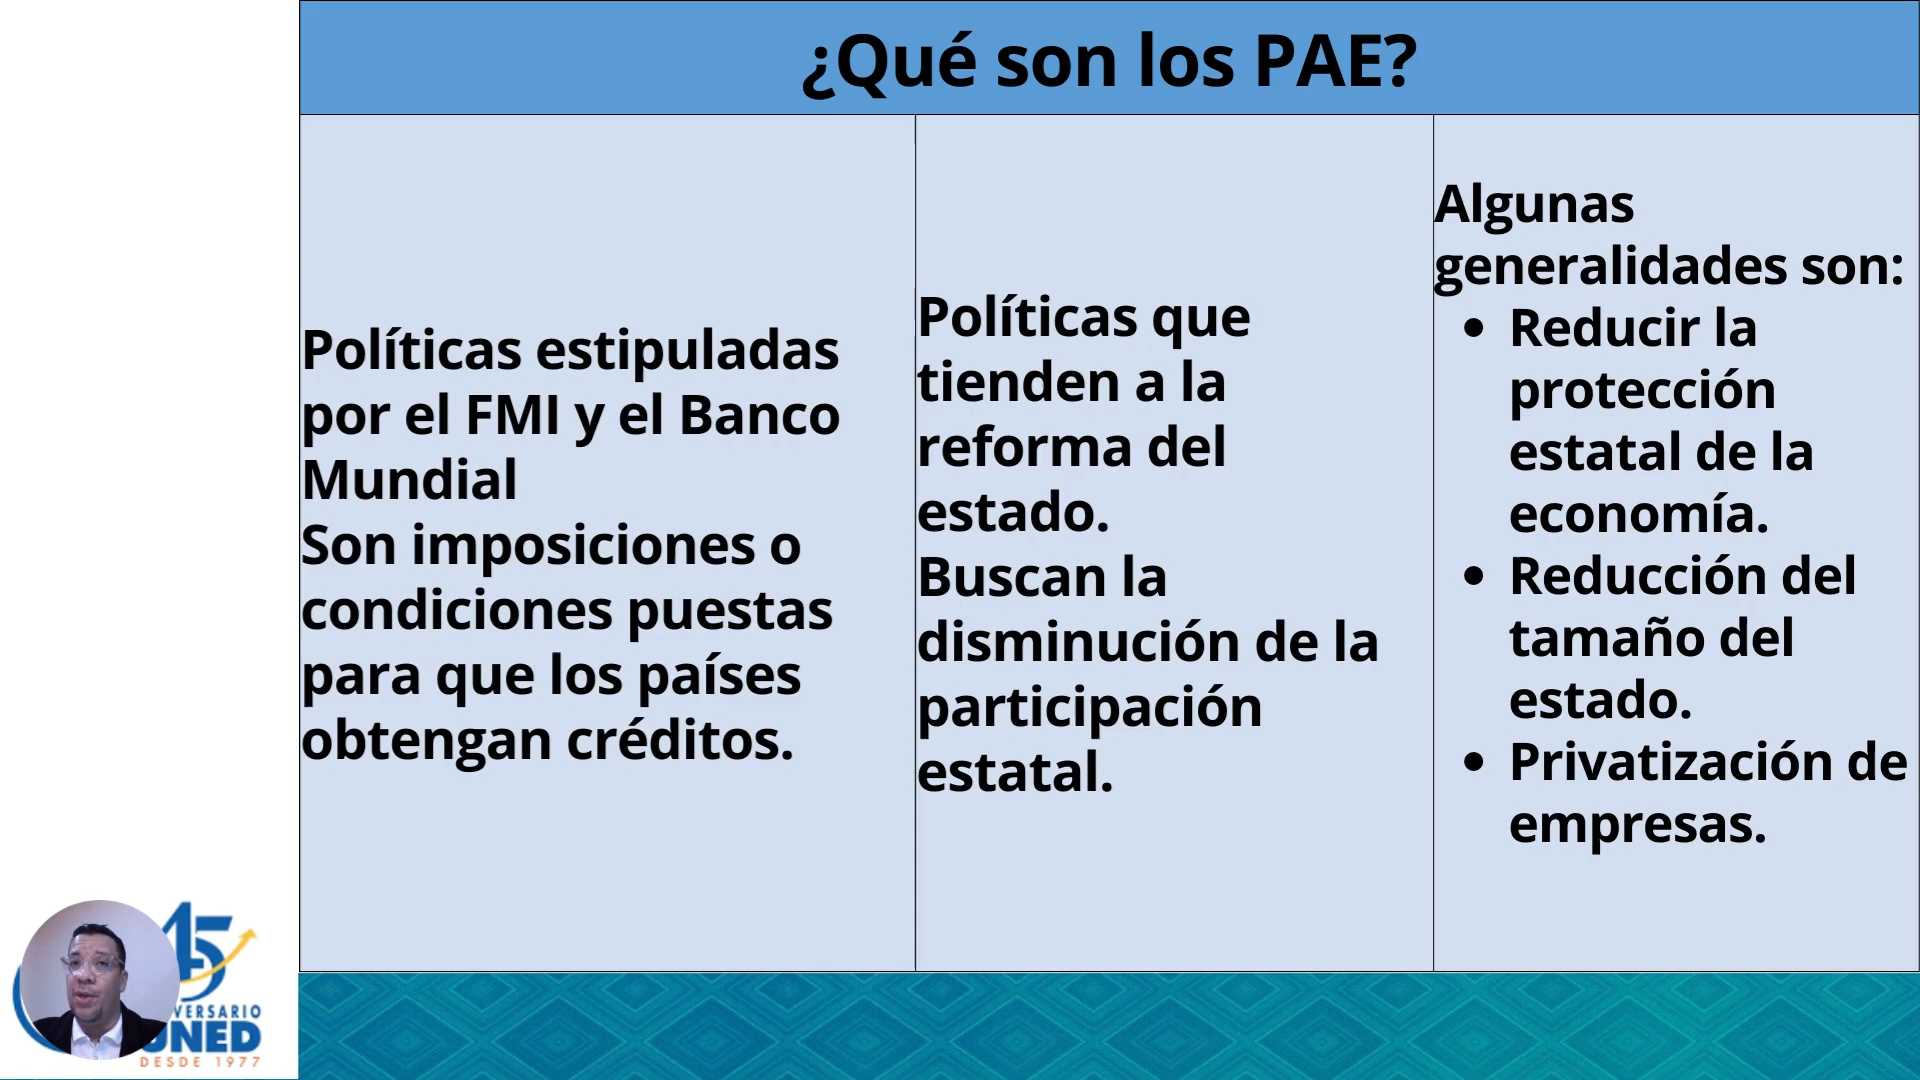 ¿Qué son los PAE?
Políticas estipuladas
por el FMI y el Banco
Mundial
Son imposiciones o
condiciones puestas
para que los países
obtengan créditos.
Políticas que
tienden a la
reforma del
estado.
Buscan la
disminución de la
participación
estatal.
Algunas
generalidades son:
• Reducir la
protección
estatal de la
economía.
• Reducción del
tamaño del
estado.
• Privatización de
empresas.
45
VERSARIO
UNED
DESDE 1977